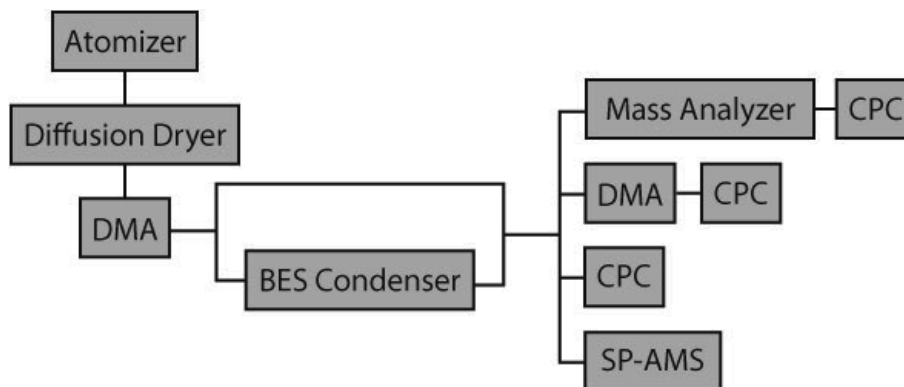 Atomizer
Diffusion Dryer
DMA
BES Condenser
Mass Analyzer
CPC
DMA
CPC
CPC
SP-AMS